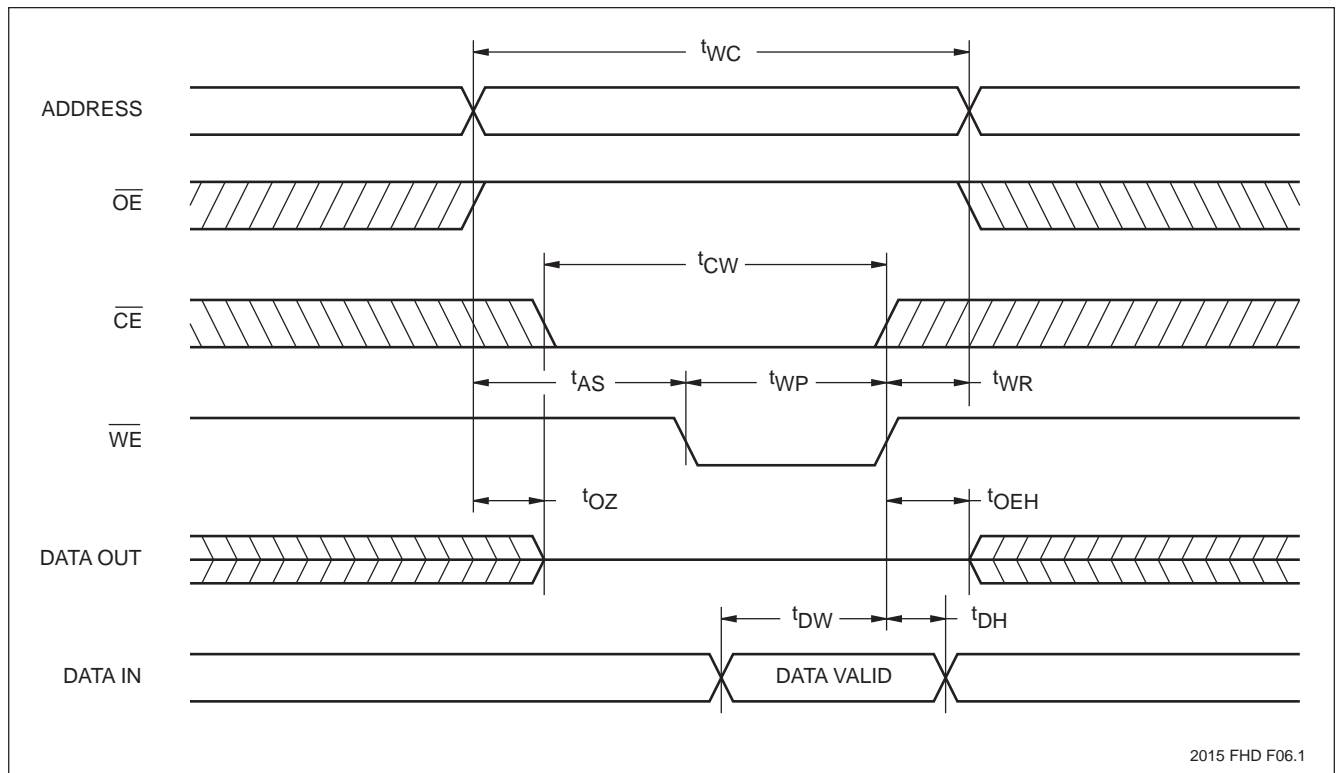 tWC
ADDRESS
OE
tCW
CE
tAS
tWP
tWR
WE
tOZ
tOEH
DATA OUT
tDW
tDH
DATA IN
DATA VALID
2015 FHD F06.1